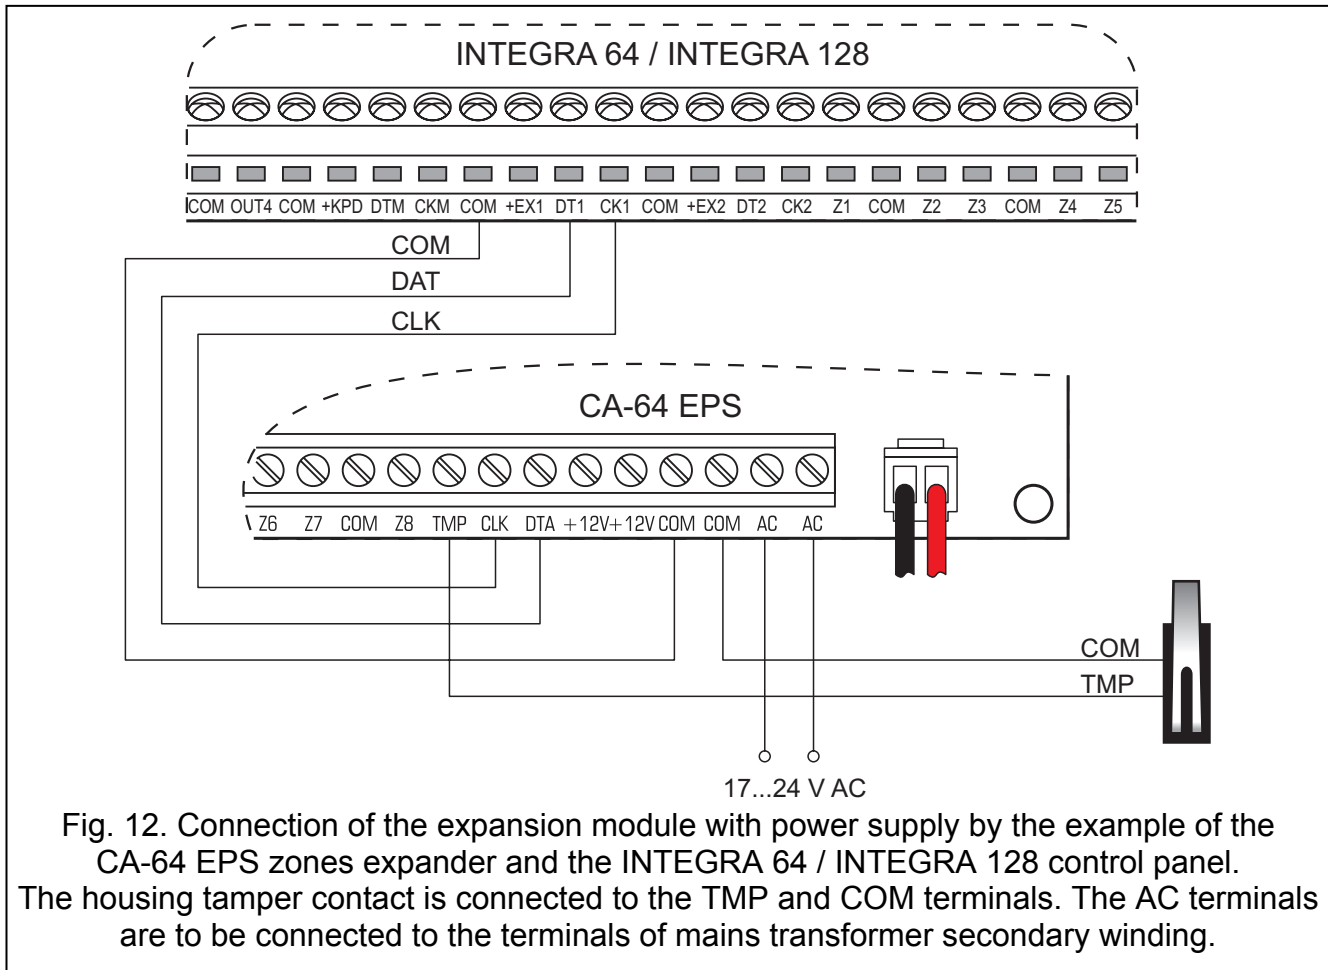 INTEGRA 64 / INTEGRA 128
COM OUT4 COM +KPD DTM CKM COM +EX1 DT1 CK1 COM +EX2 DT2 CK2 Z1 COM Z2 Z3 COM Z4 Z5
COM
DAT
CLK
CA-64 EPS
Z6 Z7 COM Z8 TMP CLK DTA +12V +12V COM COM AC AC
COM
TMP
17...24 V AC
Fig. 12. Connection of the expansion module with power supply by the example of the
CA-64 EPS zones expander and the INTEGRA 64 / INTEGRA 128 control panel.
The housing tamper contact is connected to the TMP and COM terminals. The AC terminals
are to be connected to the terminals of mains transformer secondary winding.